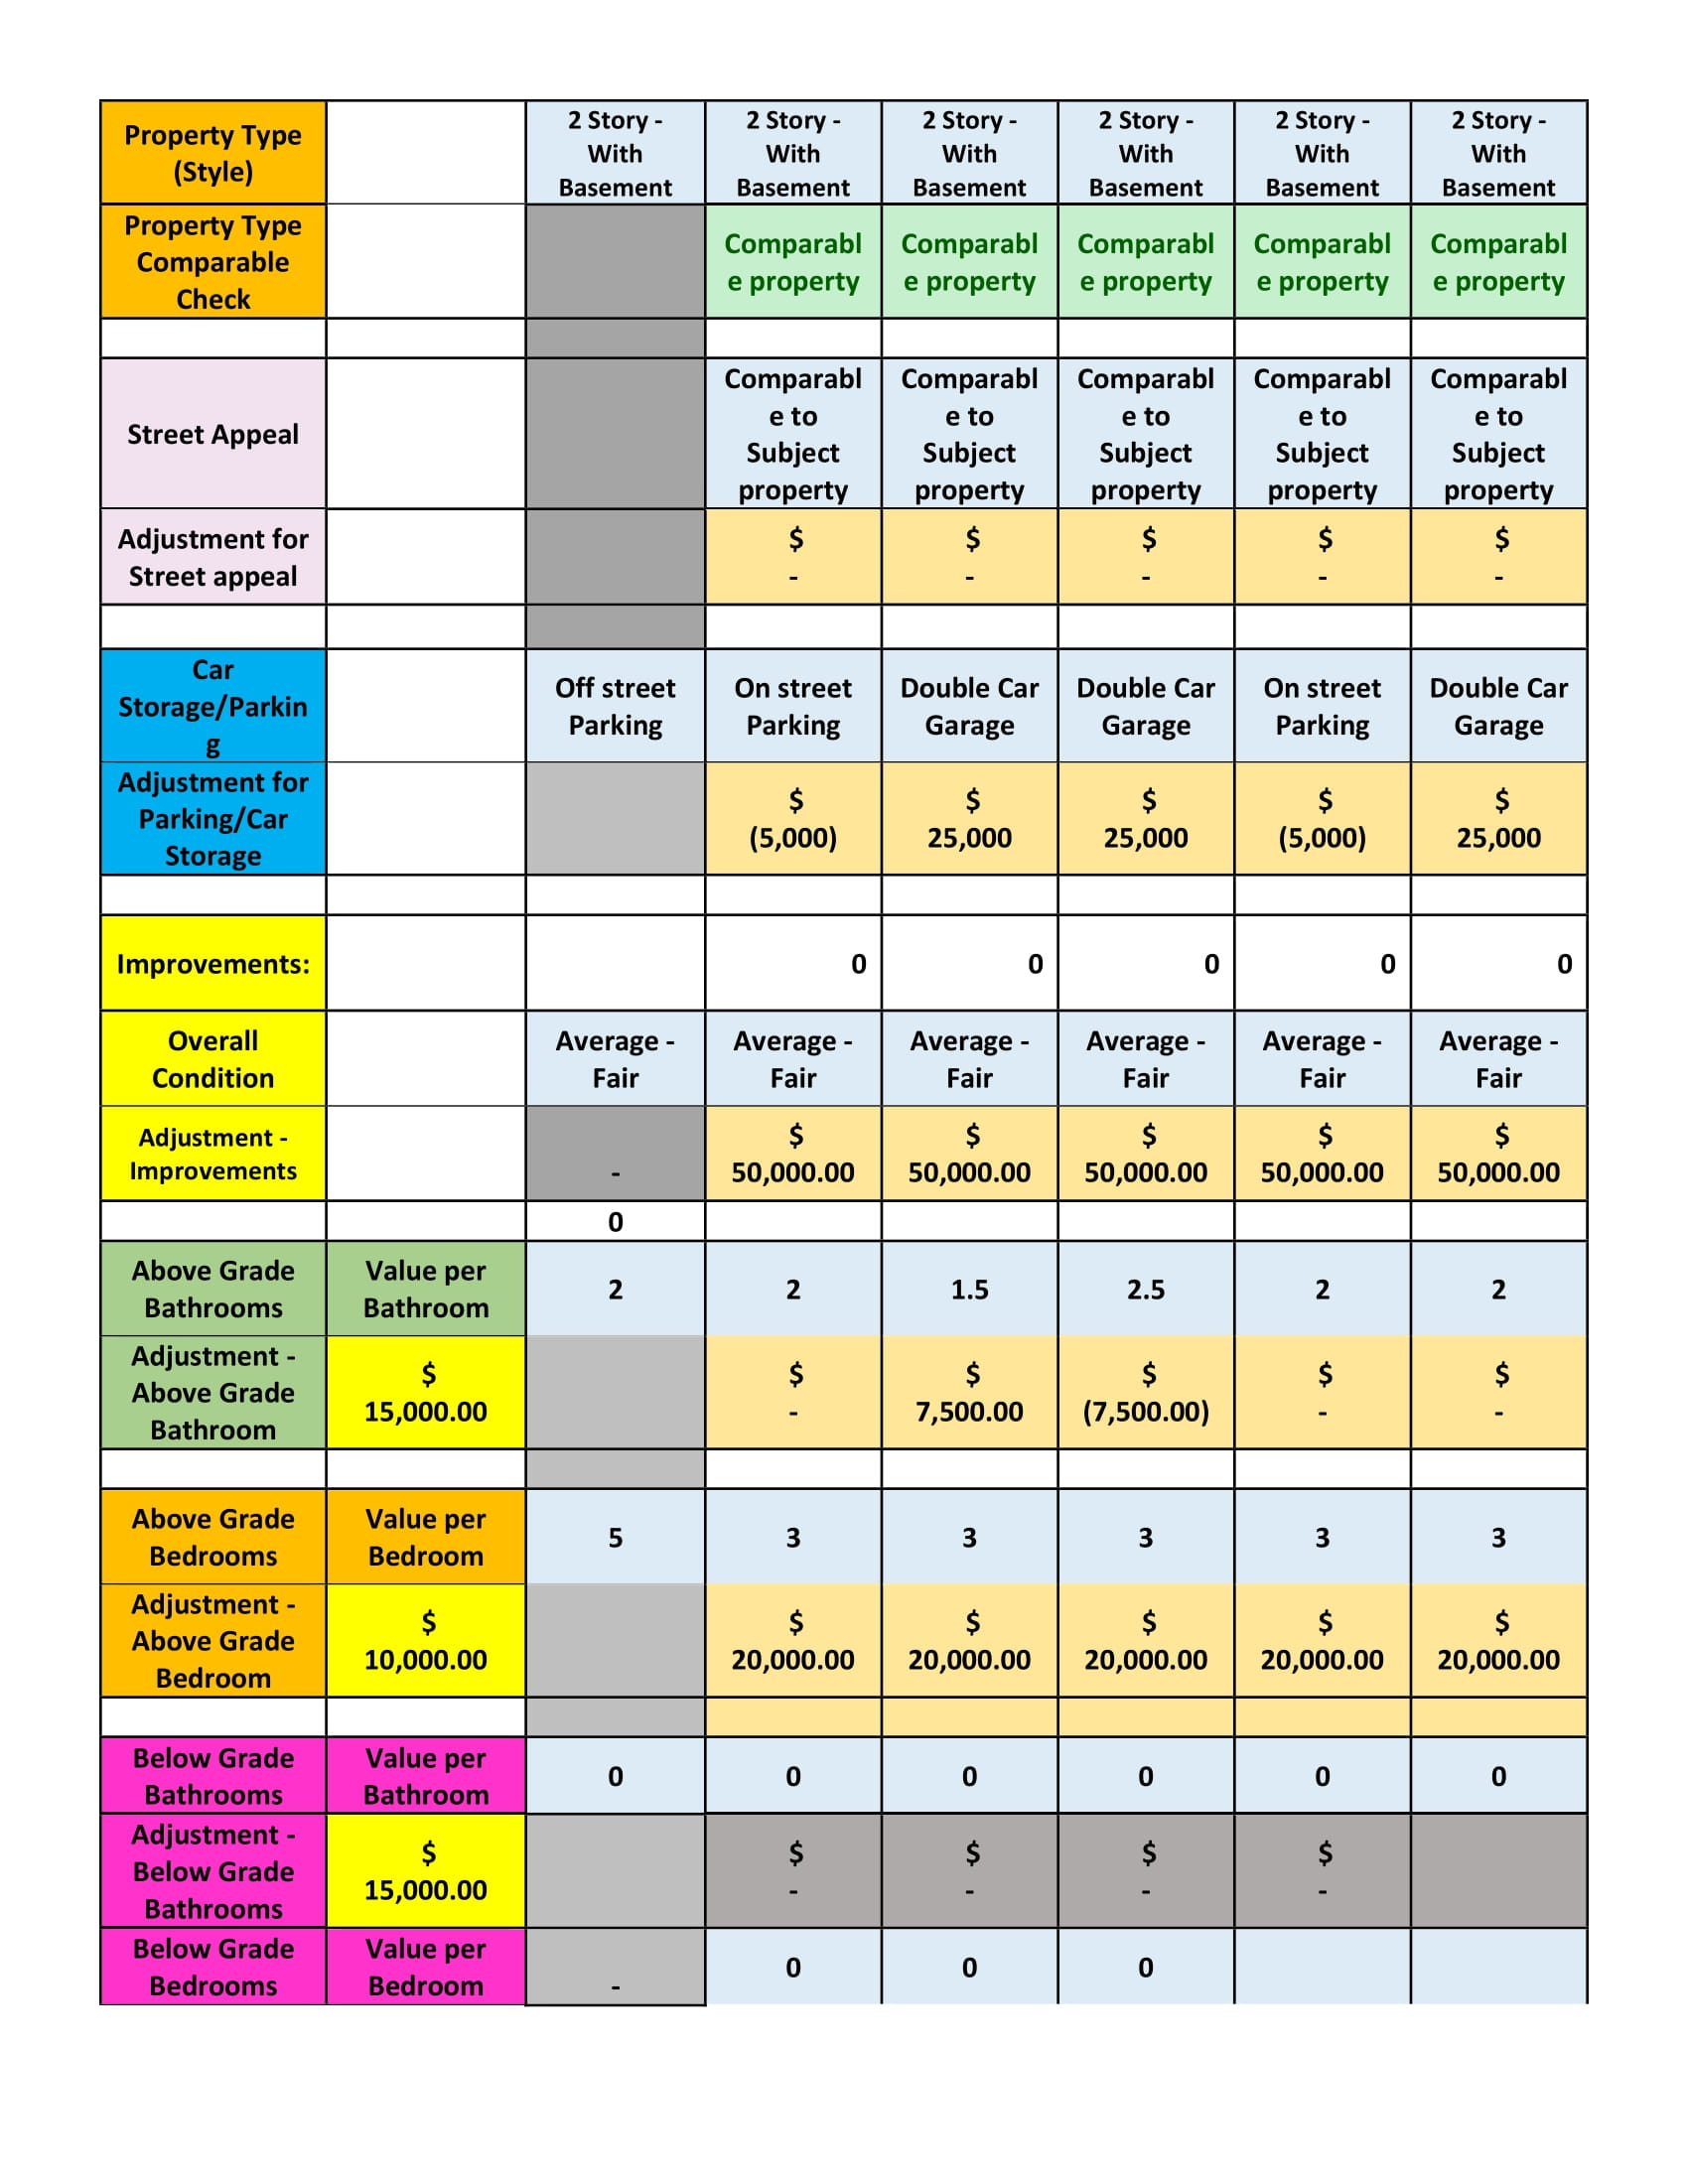 Property Type (Style) 2 Story - With Basement 2 Story - With Basement 2 Story - With Basement 2 Story - With Basement 2 Story - With Basement 2 Story - With Basement
Property Type Comparable Check Comparable property Comparable property Comparable property Comparable property Comparable property
Street Appeal Comparable to Subject property Comparable to Subject property Comparable to Subject property Comparable to Subject property Comparable to Subject property
Adjustment for Street appeal $ - $ - $ - $ - $ -
Car Storage/Parking Off street Parking On street Parking Double Car Garage Double Car Garage On street Parking Double Car Garage
Adjustment for Parking/Car Storage $ (5,000) $ 25,000 $ 25,000 $ (5,000) $ 25,000
Improvements: 0 0 0 0 0
Overall Condition Average - Fair Average - Fair Average - Fair Average - Fair Average - Fair Average - Fair
Adjustment - Improvements - $ 50,000.00 $ 50,000.00 $ 50,000.00 $ 50,000.00 $ 50,000.00
0
Above Grade Bathrooms Value per Bathroom 2 2 1.5 2.5 2 2
Adjustment - Above Grade Bathroom $ 15,000.00 $ - $ 7,500.00 $ (7,500.00) $ - $ -
Above Grade Bedrooms Value per Bedroom 5 3 3 3 3 3
Adjustment - Above Grade Bedroom $ 10,000.00 $ 20,000.00 $ 20,000.00 $ 20,000.00 $ 20,000.00 $ 20,000.00
Below Grade Bathrooms Value per Bathroom 0 0 0 0 0 0
Adjustment - Below Grade Bathrooms $ 15,000.00 $ - $ - $ - $ -
Below Grade Bedrooms Value per Bedroom - 0 0 0